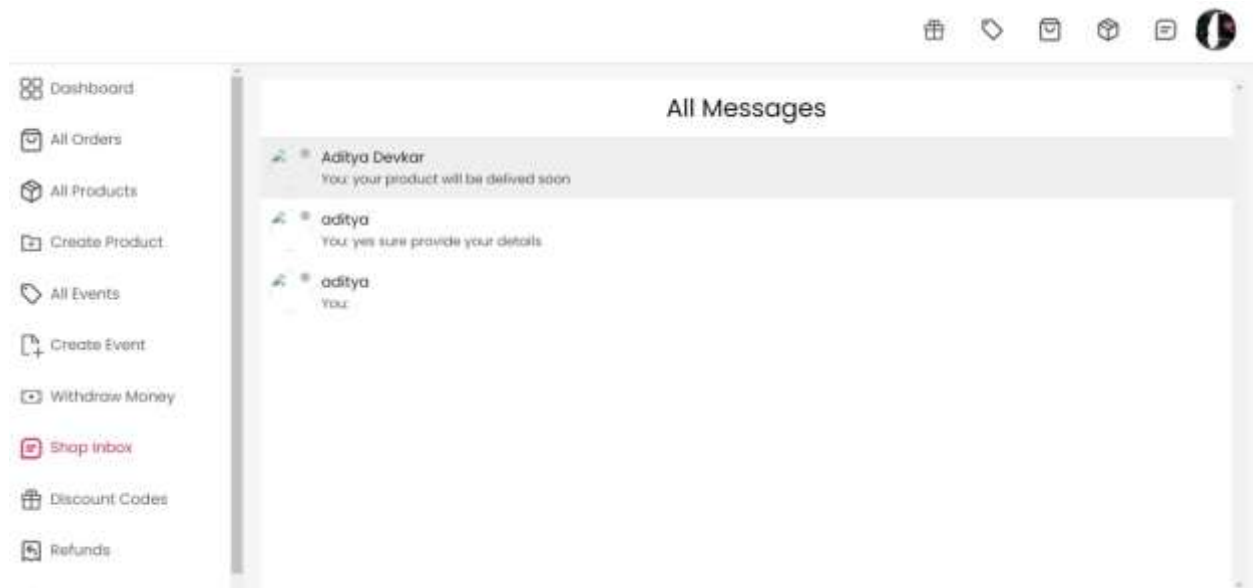 Dashboard
All Orders
All Products
Create Product
All Events
Create Event
Withdraw Money
Shop Inbox
Discount Codes
Refunds
All Messages
Aditya Devkar
You: your product will be delived soon
aditya
You: yes sure provide your details
aditya
You: